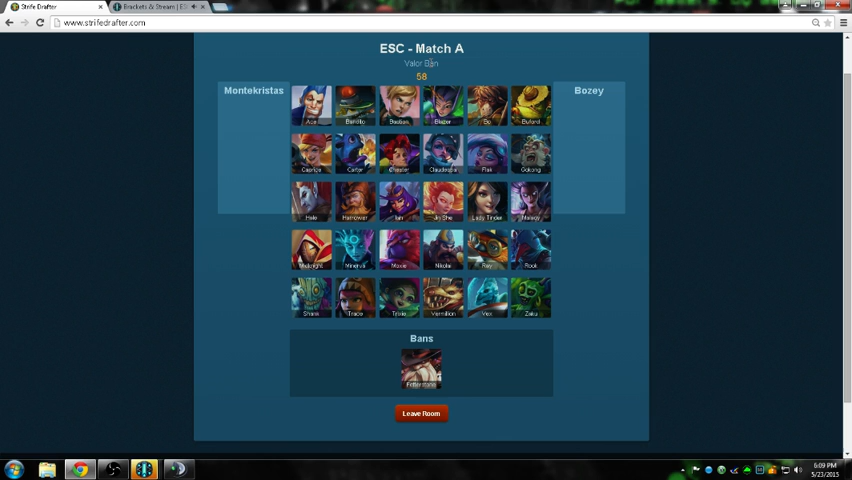 Strife Drafter
Brackets & Stream | ES
www.strifedrafter.com
ESC - Match A
Valor Ban
58
Montekristas
Bozey
Ace
Bandito
Bastion
Blazer
Bo
Buford
Caprice
Carter
Chester
Claudessa
Flak
Gokong
Hale
Harrower
Iah
Jin She
Lady Tinder
Malady
Midknight
Minerva
Moxie
Nikolai
Ray
Rook
Shank
Trace
Trixie
Vermillion
Vex
Zaku
Bans
Fetterstone
Leave Room
6:09 PM
5/23/2015